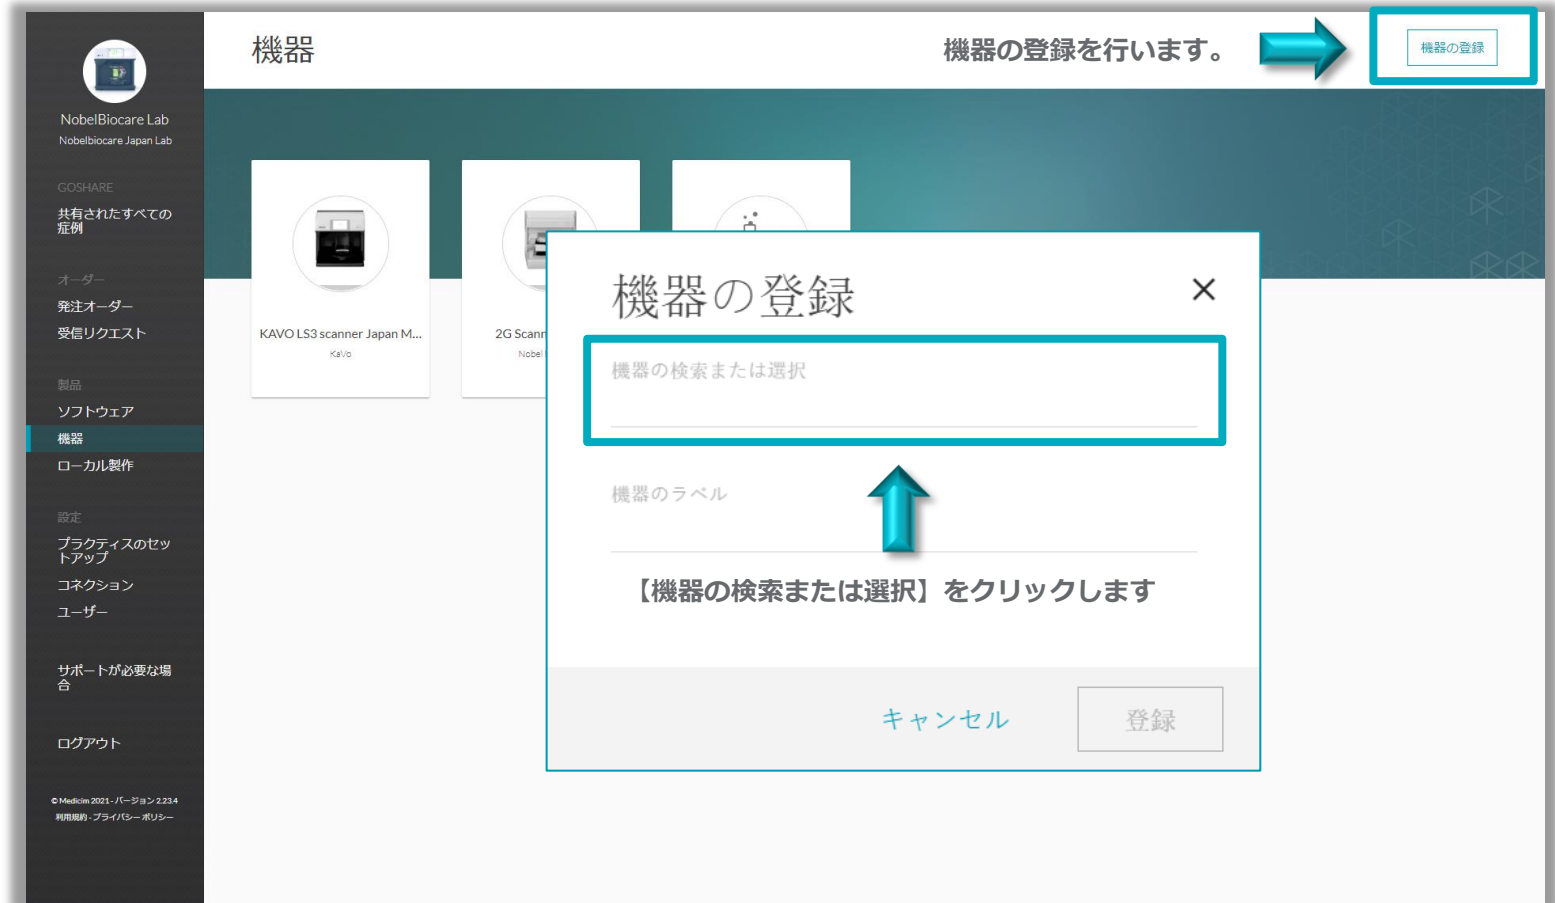 NobelBiocare Lab
Nobelbiocare Japan Lab
GOSHARE
共有されたすべての
症例
オーダー
発注オーダー
受信リクエスト
製品
ソフトウェア
機器
ローカル製作
設定
プラクティスのセッ
トアップ
コネクション
ユーザー
サポートが必要な場
合
ログアウト
© Medicim 2021 - バージョン 2.23.4
利用規約 - プライバシー ポリシー
機器
機器の登録を行います。
機器の登録
KAVO LS3 scanner Japan M...
KaVo
2G Scann
Nobel
機器の登録
機器の検索または選択
機器のラベル
【機器の検索または選択】をクリックします
キャンセル
登録